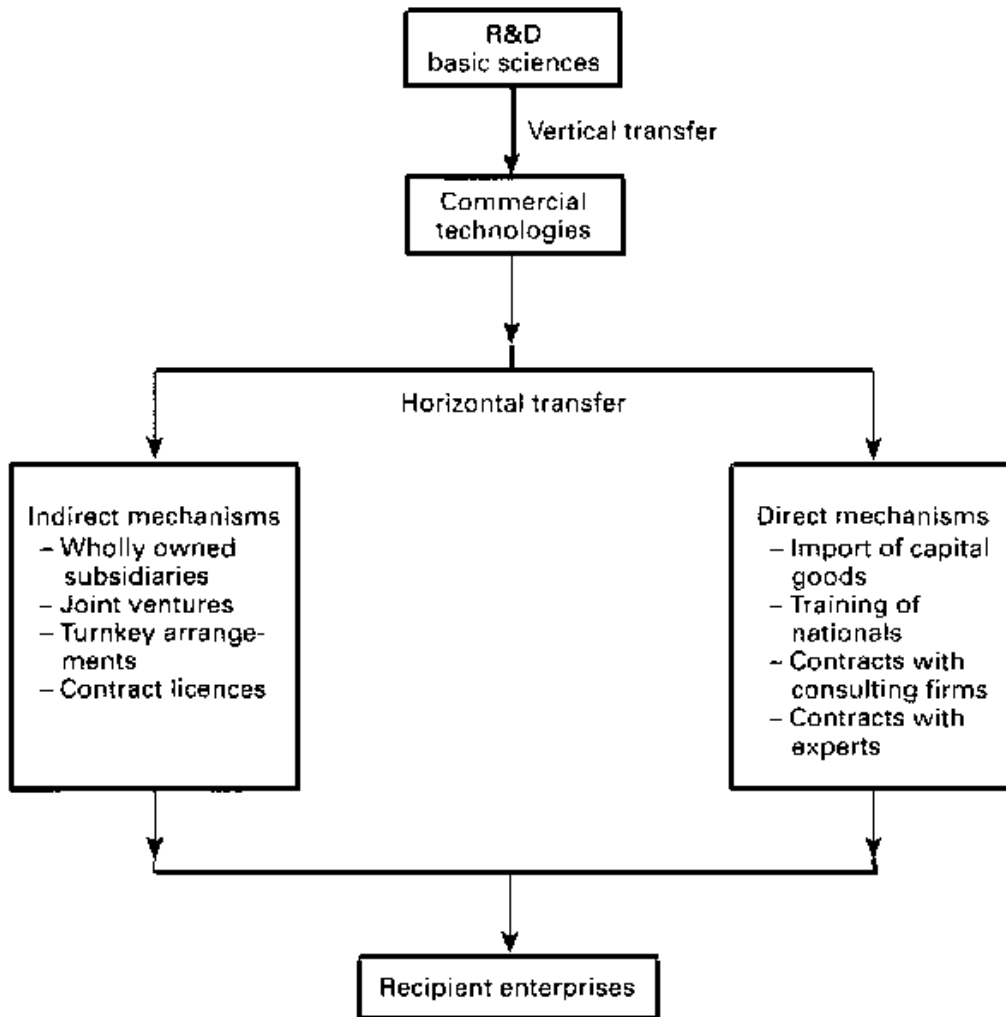 R&D
basic sciences
Vertical transfer
Commercial
technologies
Horizontal transfer
Indirect mechanisms
– Wholly owned
subsidiaries
– Joint ventures
– Turnkey arrange-
ments
– Contract licences
Direct mechanisms
– Import of capital
goods
– Training of
nationals
– Contracts with
consulting firms
– Contracts with
experts
Recipient enterprises